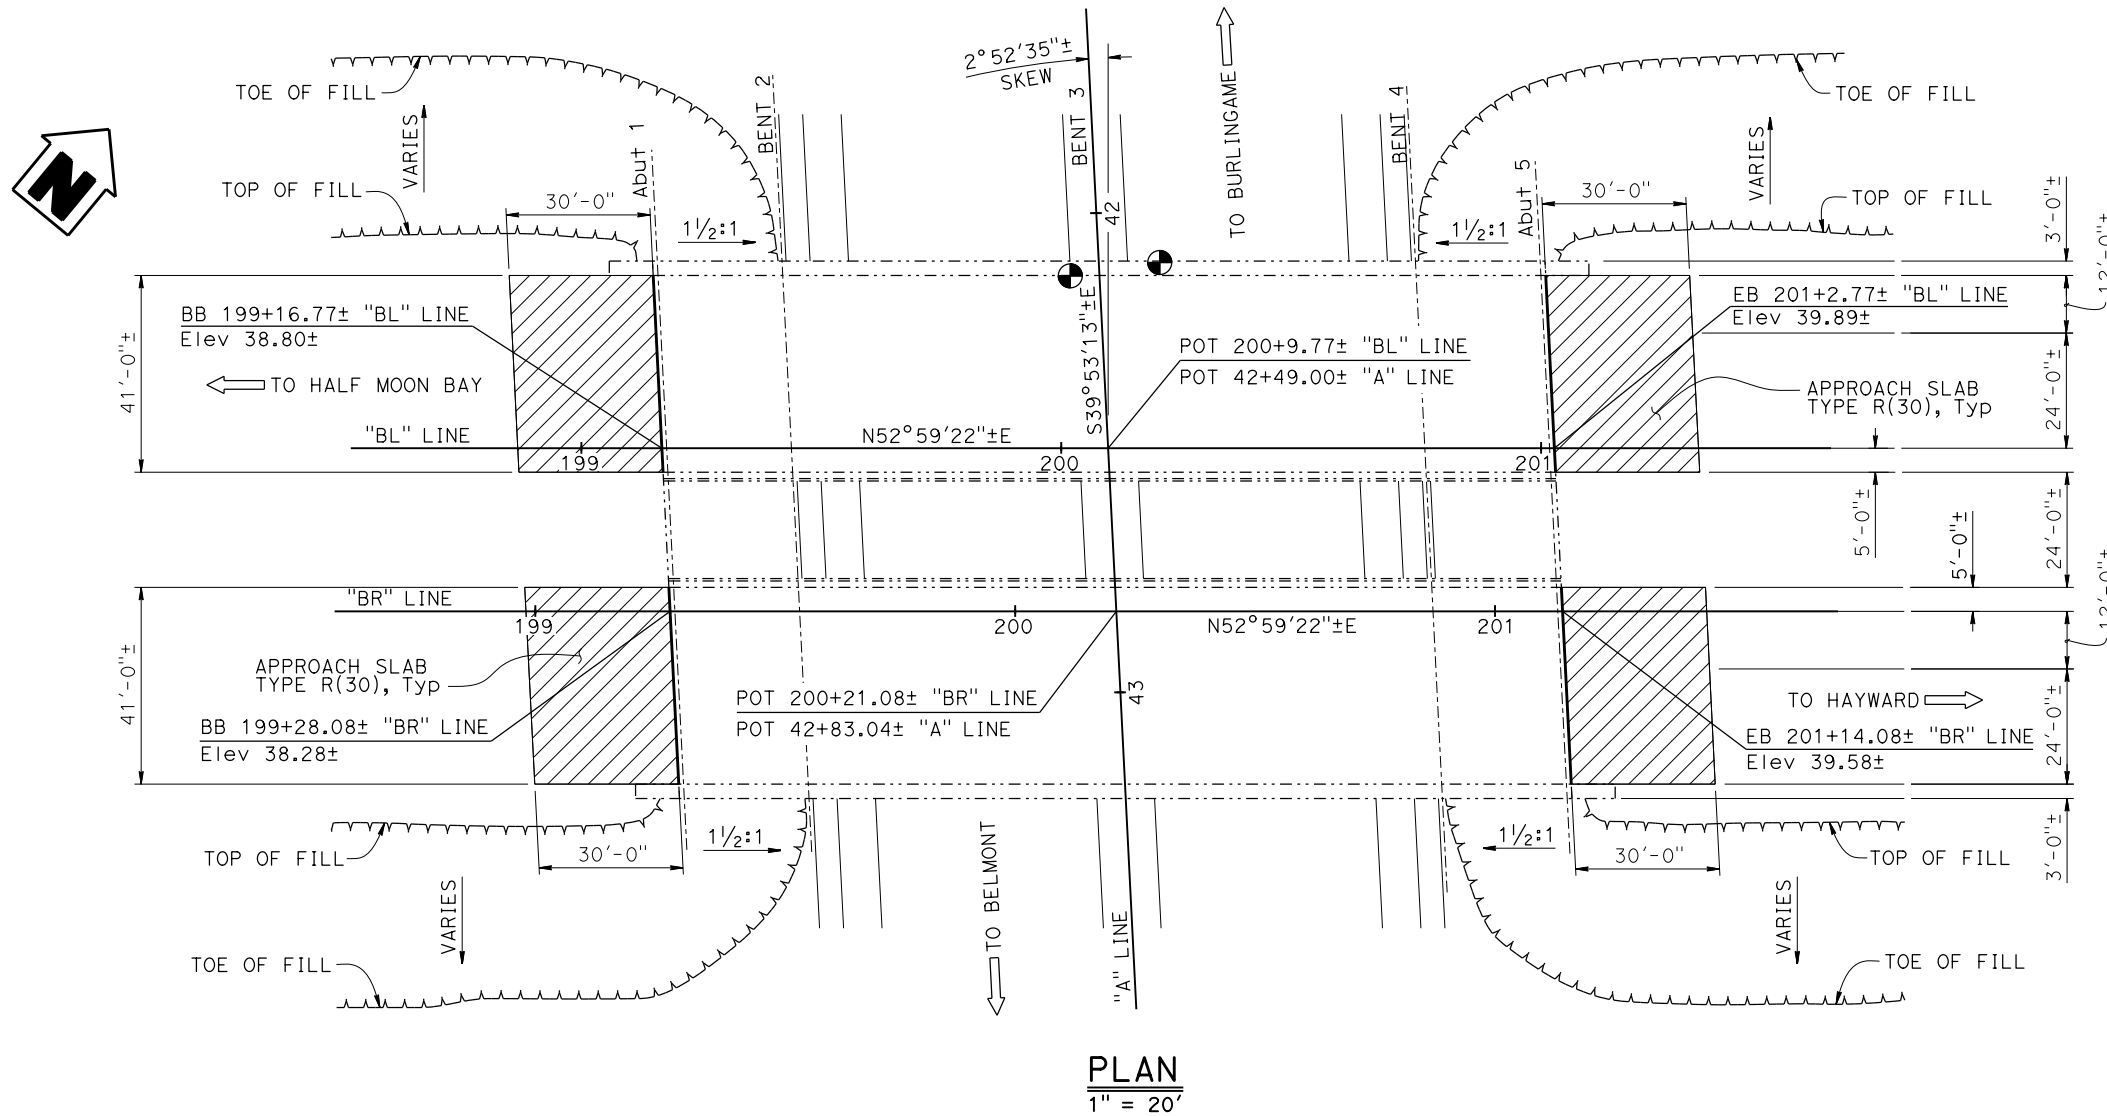 2°52'35"±
SKEW
TO BURLINGAME
BENT 2
BENT 3
BENT 4
TOE OF FILL
TOE OF FILL
VARIES
VARIES
Abut 1
Abut 5
TOP OF FILL
TOP OF FILL
30'-0"
30'-0"
1½:1
1½:1
42
3'-0"±
12'-0"±
S39°53'13"±E
BB 199+16.77± "BL" LINE
Elev 38.80±
EB 201+2.77± "BL" LINE
Elev 39.89±
POT 200+9.77± "BL" LINE
POT 42+49.00± "A" LINE
41'-0"±
24'-0"±
TO HALF MOON BAY
APPROACH SLAB
TYPE R(30), Typ
"BL" LINE
N52°59'22"±E
199
200
201
N
5'-0"±
24'-0"±
5'-0"±
12'-0"±
"BR" LINE
199
200
N52°59'22"±E
201
APPROACH SLAB
TYPE R(30), Typ
41'-0"±
24'-0"±
POT 200+21.08± "BR" LINE
POT 42+83.04± "A" LINE
43
TO HAYWARD
BB 199+28.08± "BR" LINE
Elev 38.28±
EB 201+14.08± "BR" LINE
Elev 39.58±
1½:1
1½:1
30'-0"
30'-0"
3'-0"±
TOP OF FILL
TOP OF FILL
VARIES
VARIES
TO BELMONT
"A" LINE
TOE OF FILL
TOE OF FILL
PLAN
1" = 20'